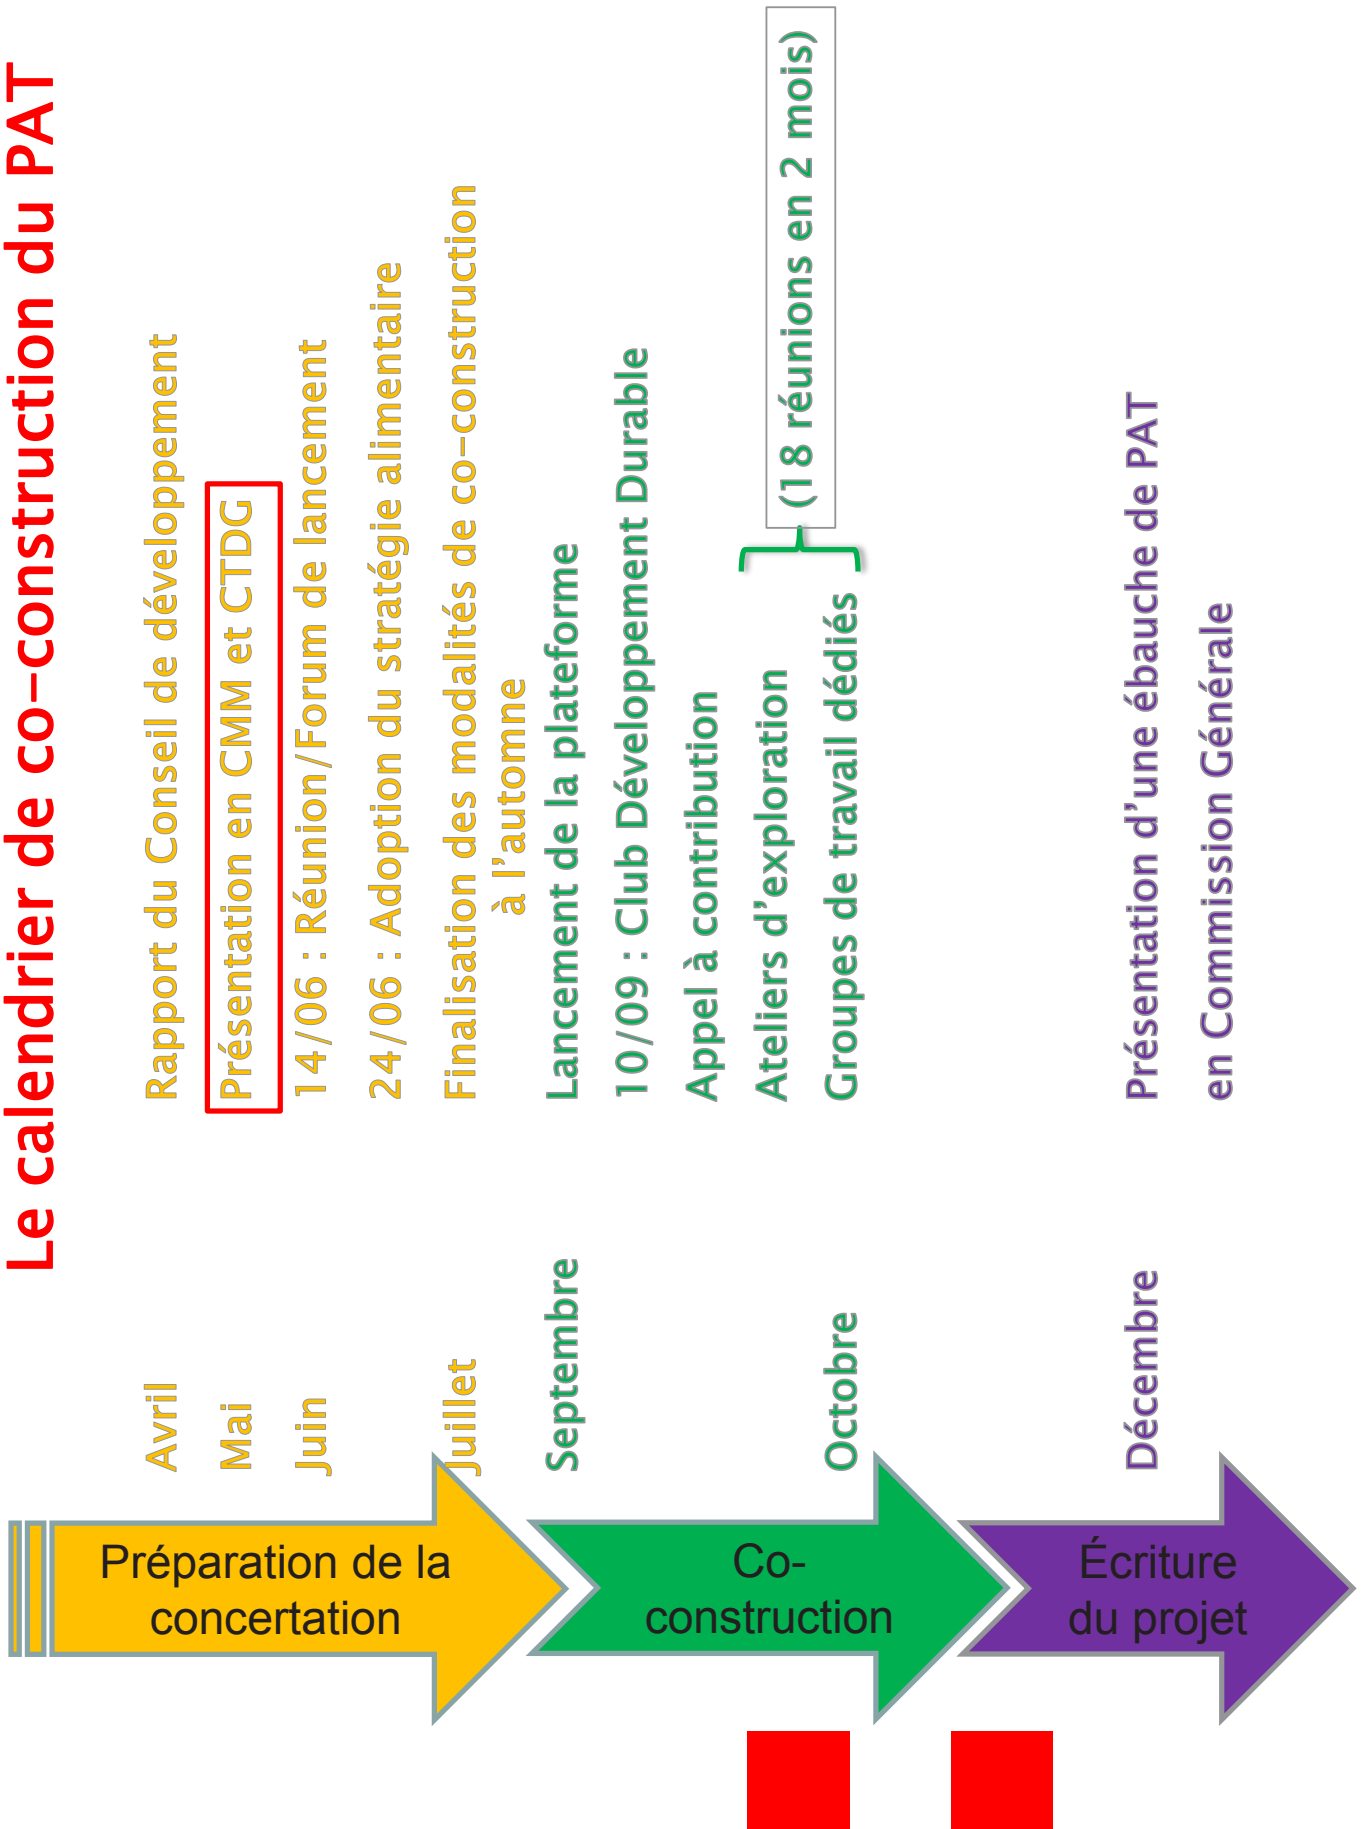 Le calendrier de co-construction du PAT
Préparation de la
concertation
Avril
Rapport du Conseil de développement
Mai
Présentation en CMM et CTDG
Juin
14/06 : Réunion/Forum de lancement
24/06 : Adoption du stratégie alimentaire
Juillet
Finalisation des modalités de co-construction
à l'automne
Co-
construction
Septembre
Lancement de la plateforme
10/09 : Club Développement Durable
Appel à contribution
Ateliers d'exploration
(18 réunions en 2 mois)
Octobre
Groupes de travail dédiés
Écriture
du projet
Décembre
Présentation d'une ébauche de PAT
en Commission Générale